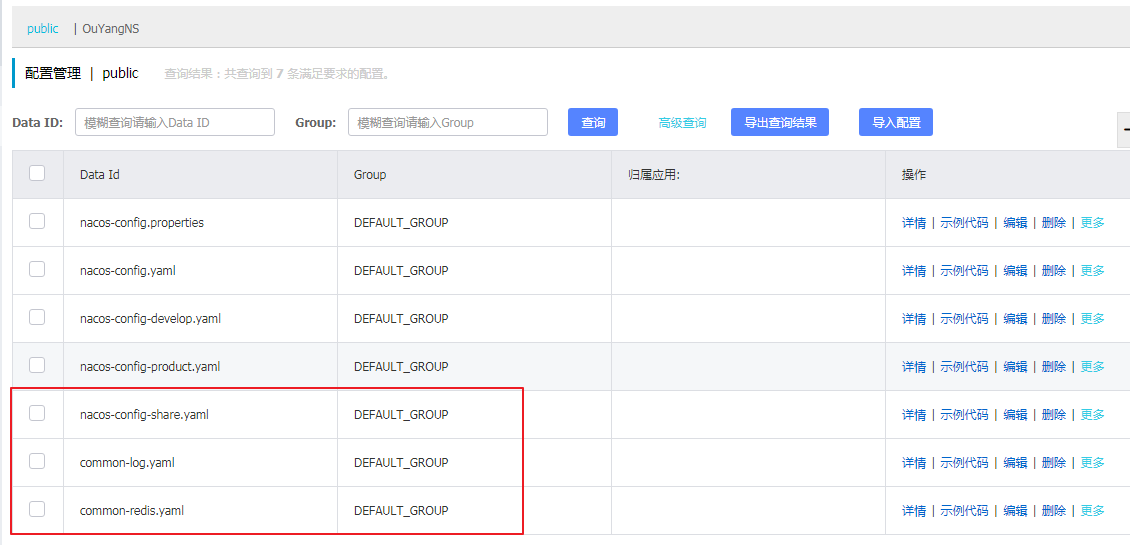 public | OuYangNS
配置管理 | public 查询结果：共查询到 7 条满足要求的配置。
Data ID: 模糊查询请输入Data ID Group: 模糊查询请输入Group 查询 高级查询 导出查询结果 导入配置
Data Id Group 归属应用: 操作
nacos-config.properties DEFAULT_GROUP 详情 | 示例代码 | 编辑 | 删除 | 更多
nacos-config.yaml DEFAULT_GROUP 详情 | 示例代码 | 编辑 | 删除 | 更多
nacos-config-develop.yaml DEFAULT_GROUP 详情 | 示例代码 | 编辑 | 删除 | 更多
nacos-config-product.yaml DEFAULT_GROUP 详情 | 示例代码 | 编辑 | 删除 | 更多
nacos-config-share.yaml DEFAULT_GROUP 详情 | 示例代码 | 编辑 | 删除 | 更多
common-log.yaml DEFAULT_GROUP 详情 | 示例代码 | 编辑 | 删除 | 更多
common-redis.yaml DEFAULT_GROUP 详情 | 示例代码 | 编辑 | 删除 | 更多